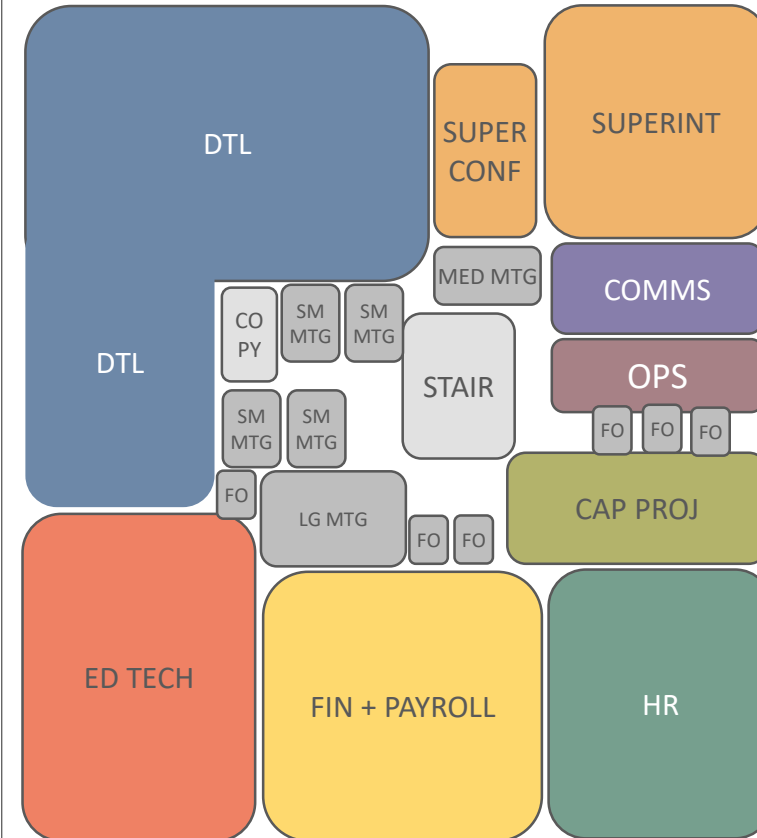 DTL
SUPER
CONF
SUPERINT
MED MTG
COMMS
CO
PY
SM
MTG
SM
MTG
DTL
STAIR
OPS
SM
MTG
SM
MTG
FO
FO
FO
FO
LG MTG
FO
FO
CAP PROJ
ED TECH
FIN + PAYROLL
HR